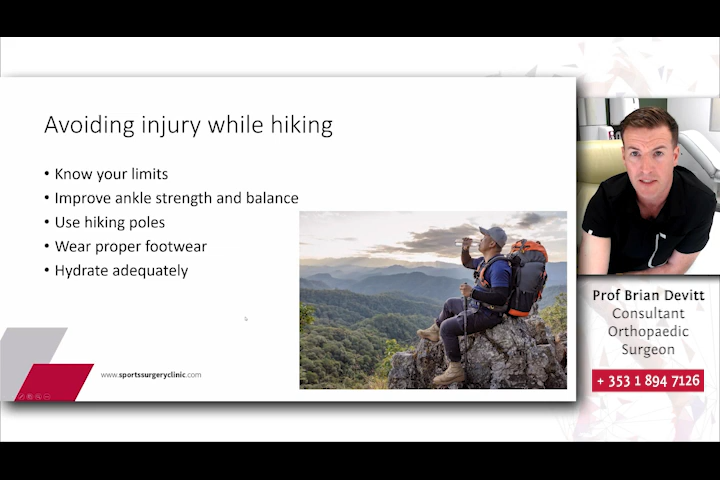 Avoiding injury while hiking
• Know your limits
• Improve ankle strength and balance
• Use hiking poles
• Wear proper footwear
• Hydrate adequately
www.sportssurgeryclinic.com
Prof Brian Devitt
Consultant
Orthopaedic
Surgeon
+ 353 1 894 7126